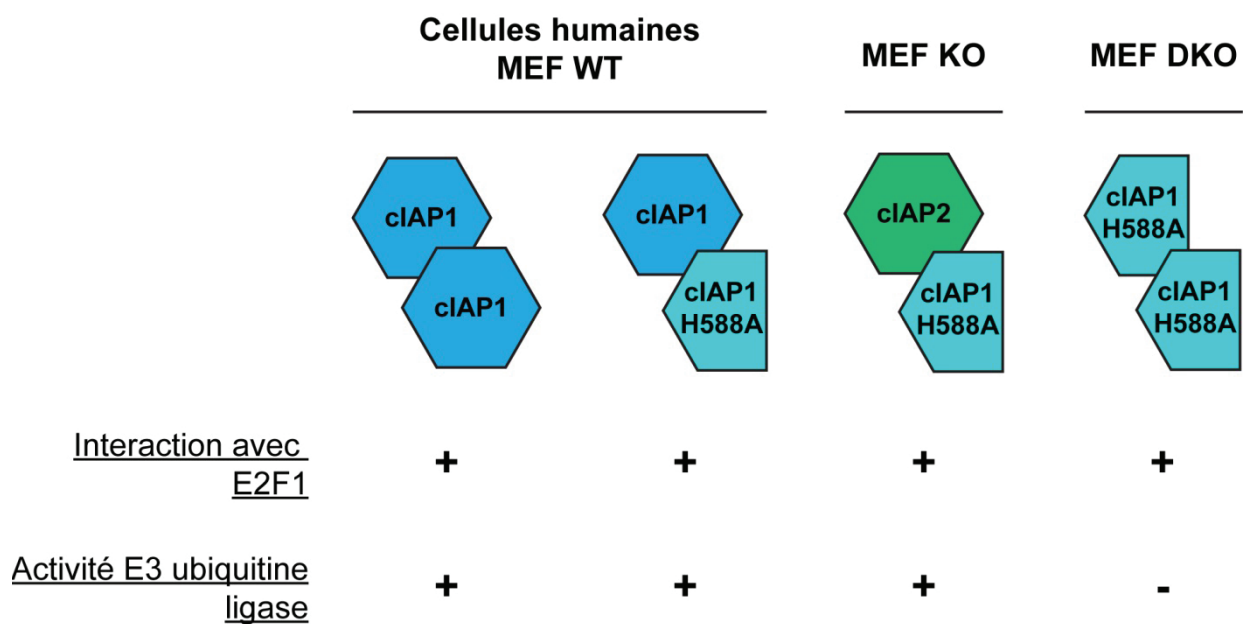 Cellules humaines
MEF WT
MEF KO
MEF DKO
cIAP1
cIAP1
cIAP1
cIAP1
H588A
cIAP2
cIAP1
H588A
cIAP1
H588A
cIAP1
H588A
Interaction avec
E2F1
+ + + +
Activité E3 ubiquitine
ligase
+ + + -